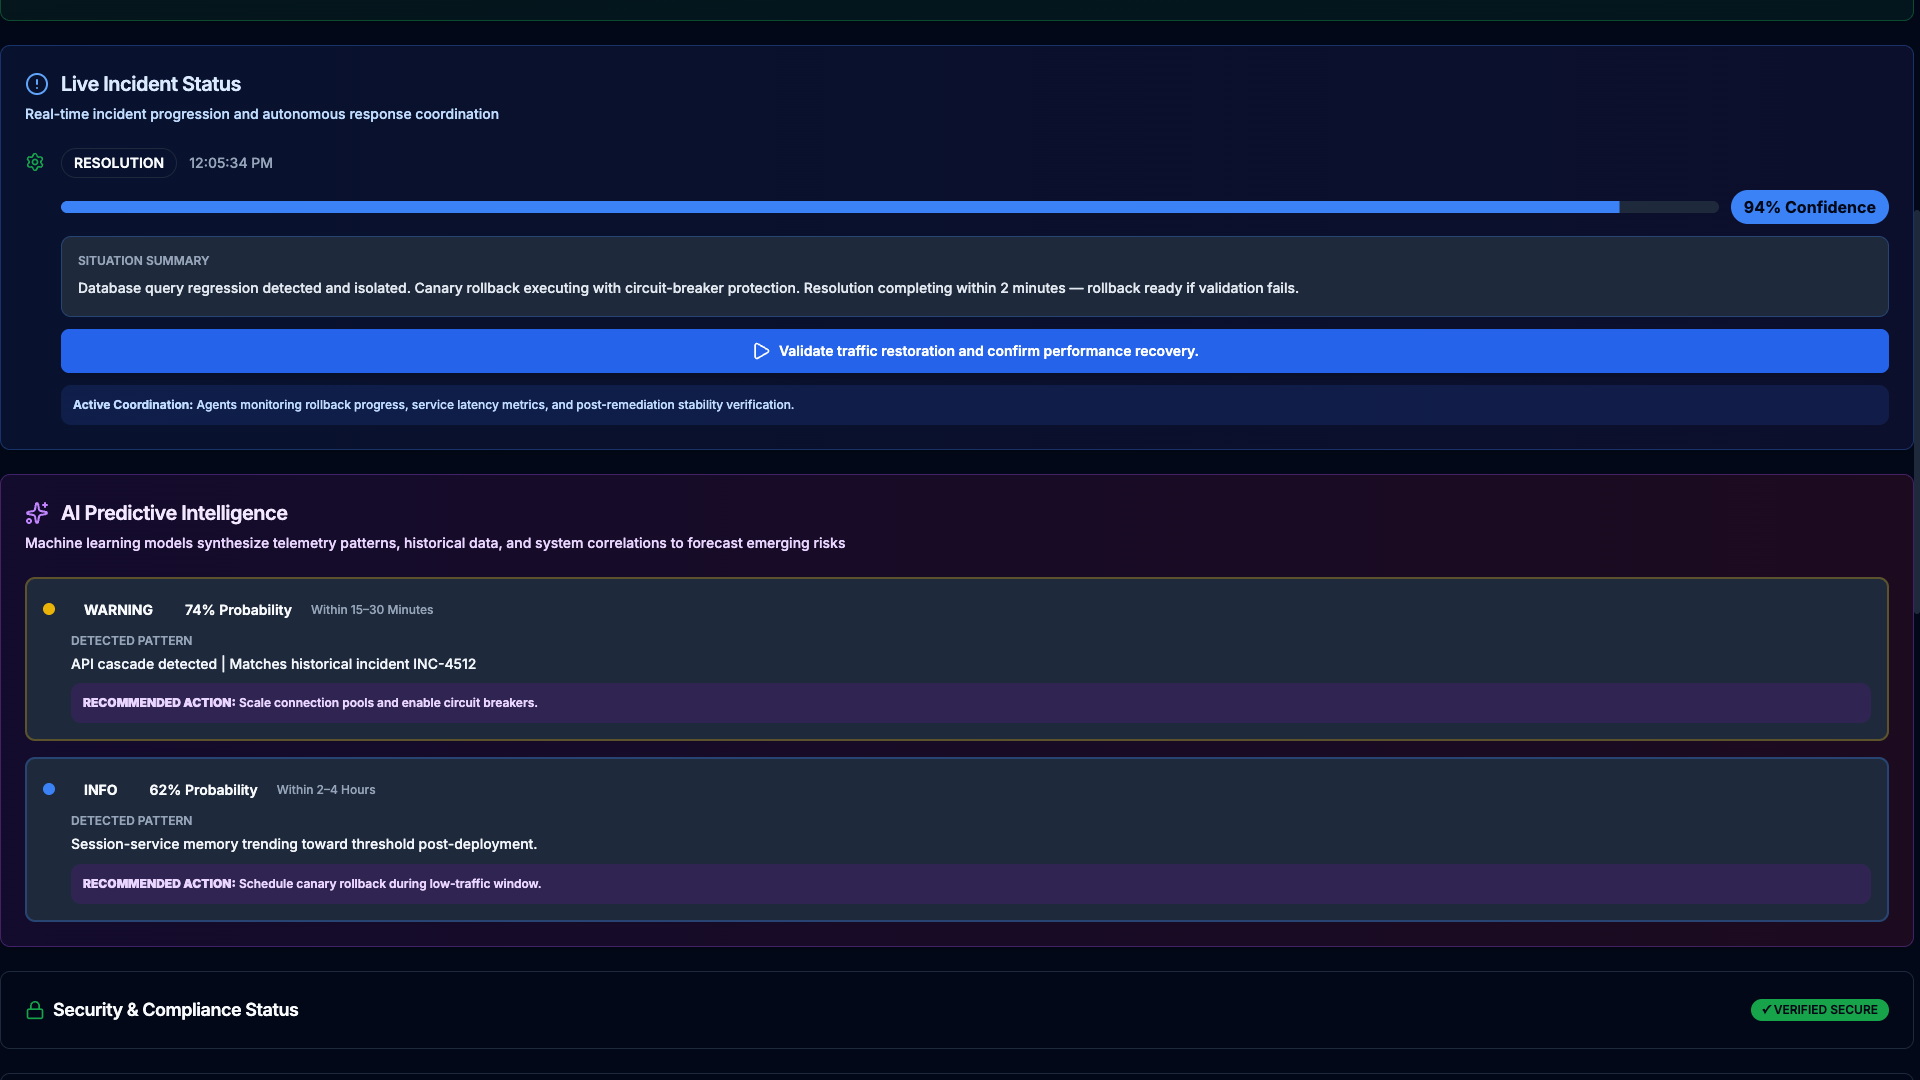 Live Incident Status
Real-time incident progression and autonomous response coordination
RESOLUTION 12:05:34 PM
94% Confidence
SITUATION SUMMARY
Database query regression detected and isolated. Canary rollback executing with circuit-breaker protection. Resolution completing within 2 minutes — rollback ready if validation fails.
Validate traffic restoration and confirm performance recovery.
Active Coordination: Agents monitoring rollback progress, service latency metrics, and post-remediation stability verification.
AI Predictive Intelligence
Machine learning models synthesize telemetry patterns, historical data, and system correlations to forecast emerging risks
WARNING 74% Probability Within 15–30 Minutes
DETECTED PATTERN
API cascade detected | Matches historical incident INC-4512
RECOMMENDED ACTION: Scale connection pools and enable circuit breakers.
INFO 62% Probability Within 2–4 Hours
DETECTED PATTERN
Session-service memory trending toward threshold post-deployment.
RECOMMENDED ACTION: Schedule canary rollback during low-traffic window.
Security & Compliance Status
✓ VERIFIED SECURE